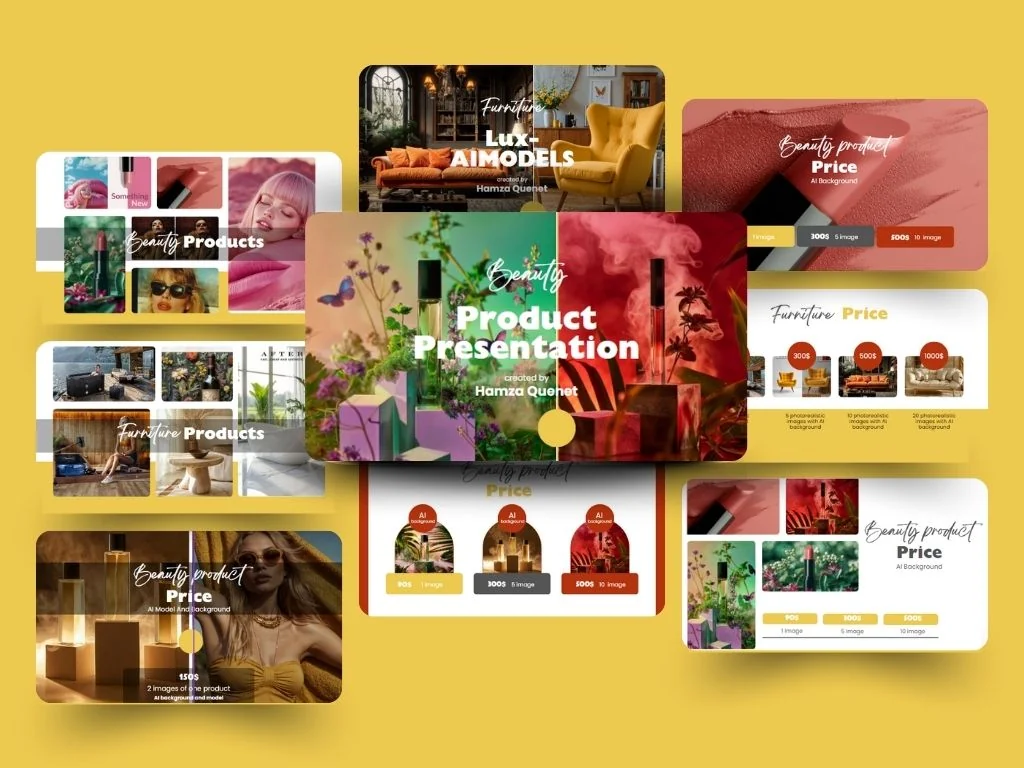 Furniture
Lux-
AIMODELS
created by
Hamza Quenet
Something
New
Beauty Products
Beauty product
Price
AI Background
1 image
300$ 5 image
500$ 10 image
Beauty
Product
Presentation
created by
Hamza Quenet
Furniture Price
300$
500$
1000$
5 photorealistic
images with AI
background
10 photorealistic
images with AI
background
20 photorealistic
images with AI
background
AFTER
Furniture Products
Beauty product
Price
AI
background
AI
background
AI
background
90$ 1 image
300$ 5 image
500$ 10 image
Beauty product
Price
AI Model And Background
150$
2 images of one product
AI background and model
Beauty product
Price
AI Background
90$
300$
500$
1 image
5 image
10 image